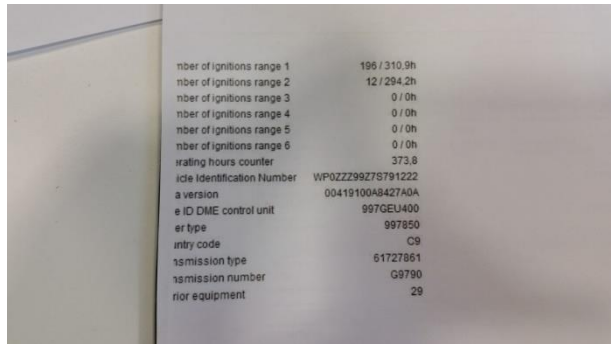 nber of ignitions range 1 196 / 310,9h
nber of ignitions range 2 12 / 294,2h
nber of ignitions range 3 0 / 0h
nber of ignitions range 4 0 / 0h
nber of ignitions range 5 0 / 0h
nber of ignitions range 6 0 / 0h
rating hours counter 373,8
icle Identification Number WP0ZZZ99Z7S791222
a version 00419100A8427A0A
e ID DME control unit 997GEU400
er type 997850
intry code C9
nsmission type 61727861
nsmission number G9790
rior equipment 29